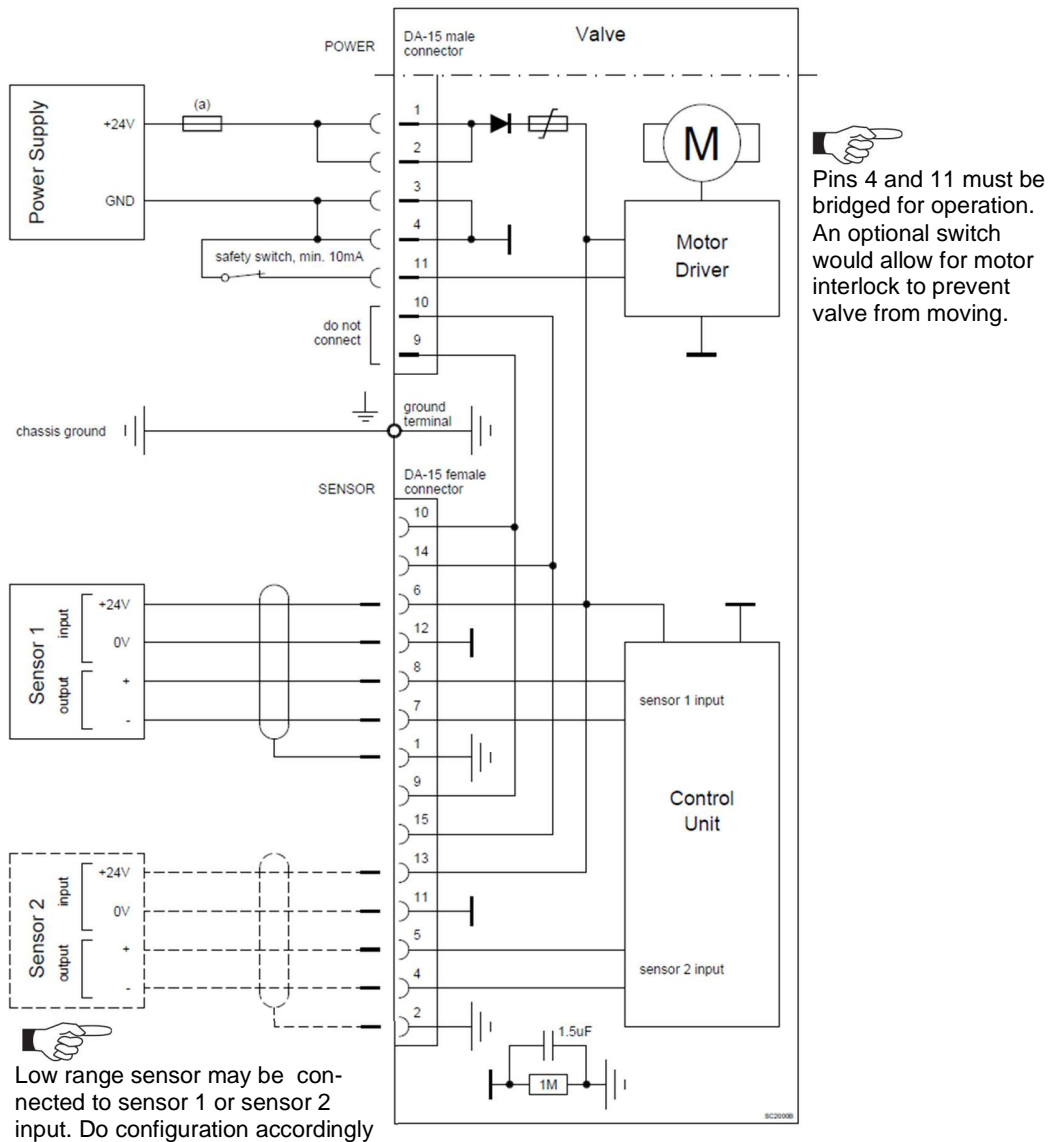 Valve
POWER
DA-15 male
connector
Power Supply
+24V
(a)
GND
1
2
3
4
11
10
9
safety switch, min. 10mA
do not
connect
M
Motor
Driver
Pins 4 and 11 must be
bridged for operation.
An optional switch
would allow for motor
interlock to prevent
valve from moving.
chassis ground
ground
terminal
SENSOR
DA-15 female
connector
10
14
6
12
8
7
1
9
15
13
11
5
4
2
Sensor 1
input
+24V
0V
output
+
-
sensor 1 input
Control
Unit
Sensor 2
input
+24V
0V
output
+
-
sensor 2 input
1.5uF
1M
SC2000B
Low range sensor may be con-
nected to sensor 1 or sensor 2
input. Do configuration accordingly